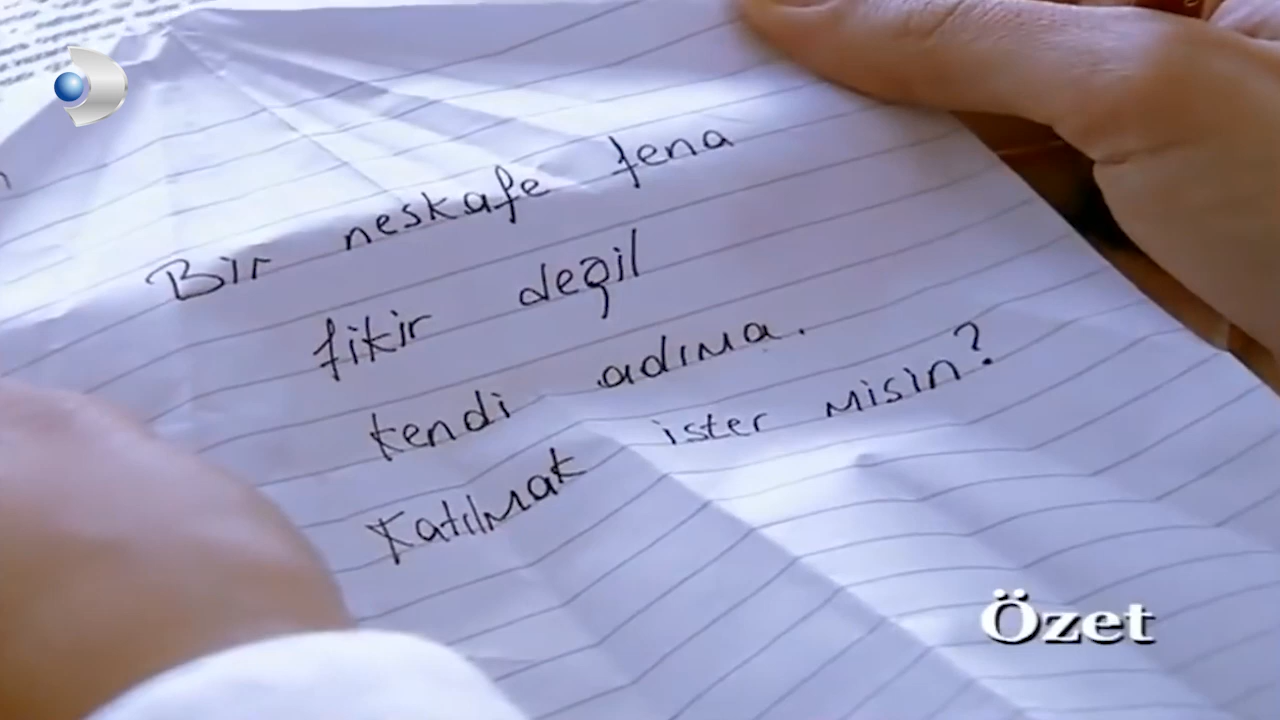 Bir neskafe fena
fikir değil
kendi adıma.
Katılmak ister misin?
Özet